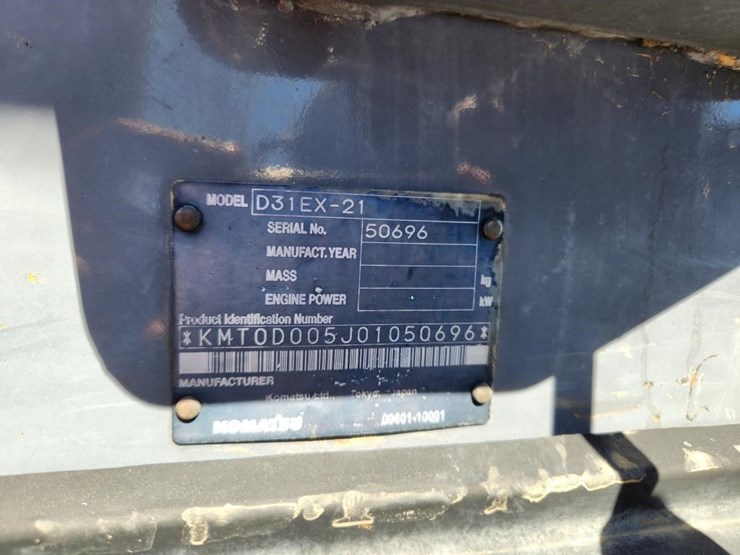 MODEL D31EX-21
SERIAL No. 50696
MANUFACT. YEAR
MASS kg
ENGINE POWER kW
Product Identification Number
*KMT0D005J01050696*
MANUFACTURER
Komatsu Ltd., Tokyo, Japan
KOMATSU 09601-10001